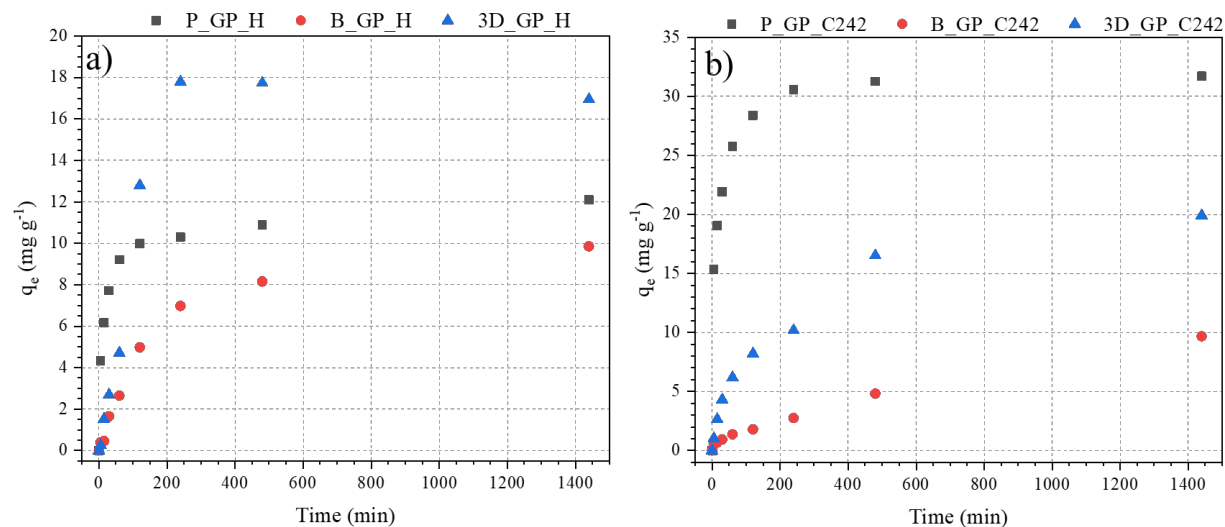 P_GP_H B_GP_H 3D_GP_H
a)
20
18
16
14
12
10
8
6
4
2
0
qe (mg g-1)
0 200 400 600 800 1000 1200 1400
Time (min)
P_GP_C242 B_GP_C242 3D_GP_C242
b)
35
30
25
20
15
10
5
0
qe (mg g-1)
0 200 400 600 800 1000 1200 1400
Time (min)